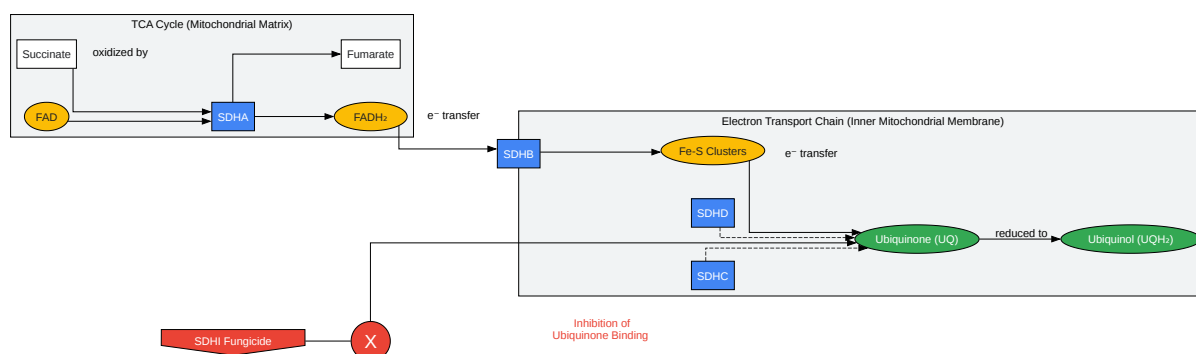 TCA Cycle (Mitochondrial Matrix)
Succinate
oxidized by
Fumarate
FAD
SDHA
FADH₂
e⁻ transfer
Electron Transport Chain (Inner Mitochondrial Membrane)
SDHB
Fe-S Clusters
e⁻ transfer
SDHD
Ubiquinone (UQ)
reduced to
Ubiquinol (UQH₂)
SDHC
SDHI Fungicide
X
Inhibition of
Ubiquinone Binding